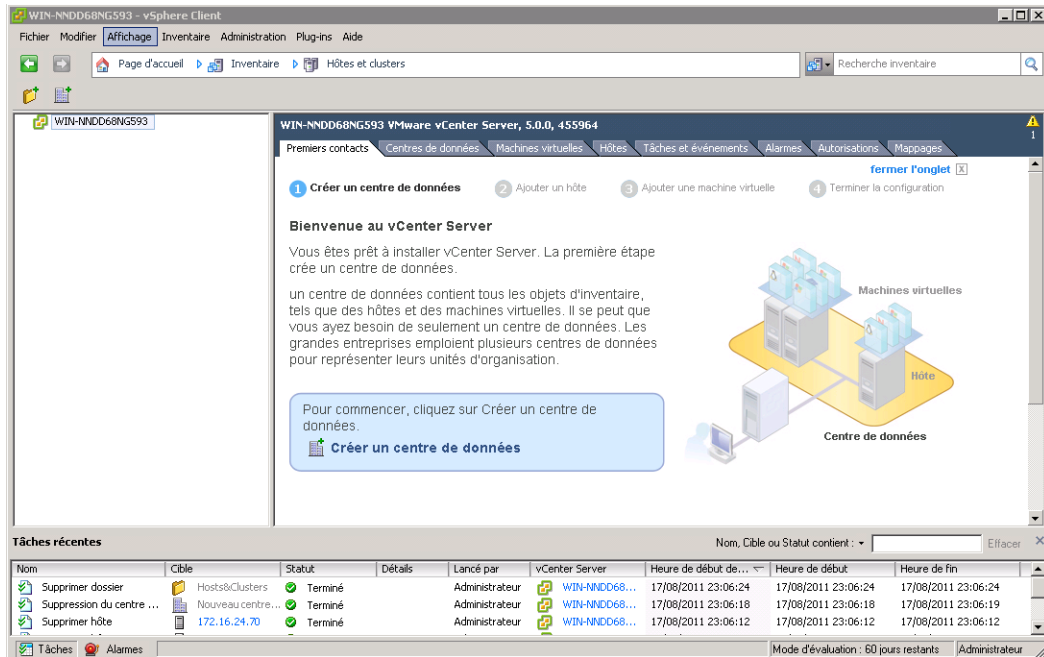 WIN-NNDD68NG593 - vSphere Client
Fichier Modifier Affichage Inventaire Administration Plug-ins Aide
Page d'accueil Inventaire Hôtes et clusters Recherche inventaire
WIN-NNDD68NG593
WIN-NNDD68NG593 VMware vCenter Server, 5.0.0, 455964
1
Premiers contacts Centres de données Machines virtuelles Hôtes Tâches et événements Alarmes Autorisations Mappages
fermer l'onglet X
1 Créer un centre de données 2 Ajouter un hôte 3 Ajouter une machine virtuelle 4 Terminer la configuration
Bienvenue au vCenter Server
Vous êtes prêt à installer vCenter Server. La première étape
crée un centre de données.
un centre de données contient tous les objets d'inventaire,
tels que des hôtes et des machines virtuelles. Il se peut que
vous ayez besoin de seulement un centre de données. Les
grandes entreprises emploient plusieurs centres de données
pour représenter leurs unités d'organisation.
Machines virtuelles
Hôte
Centre de données
Pour commencer, cliquez sur Créer un centre de
données.
Créer un centre de données
Tâches récentes Nom, Cible ou Statut contient : Effacer
Nom Cible Statut Détails Lancé par vCenter Server Heure de début de... Heure de début Heure de fin
Supprimer dossier Hosts&Clusters Terminé Administrateur WIN-NNDD68... 17/08/2011 23:06:24 17/08/2011 23:06:24 17/08/2011 23:06:24
Suppression du centre ... Nouveau centre... Terminé Administrateur WIN-NNDD68... 17/08/2011 23:06:18 17/08/2011 23:06:18 17/08/2011 23:06:19
Supprimer hôte 172.16.24.70 Terminé Administrateur WIN-NNDD68... 17/08/2011 23:06:12 17/08/2011 23:06:12 17/08/2011 23:06:12
Tâches Alarmes Mode d'évaluation : 60 jours restants Administrateur